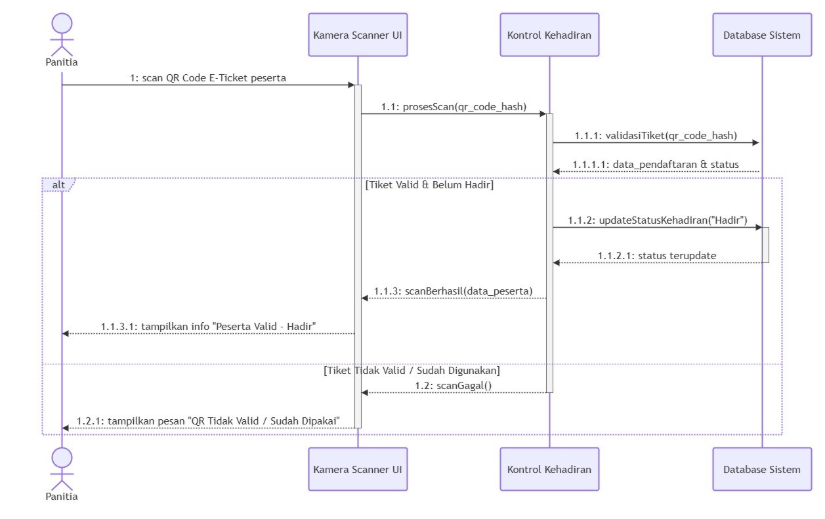 Panitia
Kamera Scanner UI
Kontrol Kehadiran
Database Sistem
1: scan QR Code E-Ticket peserta
1.1: prosesScan(qr_code_hash)
1.1.1: validasiTiket(qr_code_hash)
1.1.1.1: data_pendaftaran & status
alt
[Tiket Valid & Belum Hadir]
1.1.2: updateStatusKehadiran("Hadir")
1.1.2.1: status terupdate
1.1.3: scanBerhasil(data_peserta)
1.1.3.1: tampilkan info "Peserta Valid - Hadir"
[Tiket Tidak Valid / Sudah Digunakan]
1.2: scanGagal()
1.2.1: tampilkan pesan "QR Tidak Valid / Sudah Dipakai"
Panitia
Kamera Scanner UI
Kontrol Kehadiran
Database Sistem